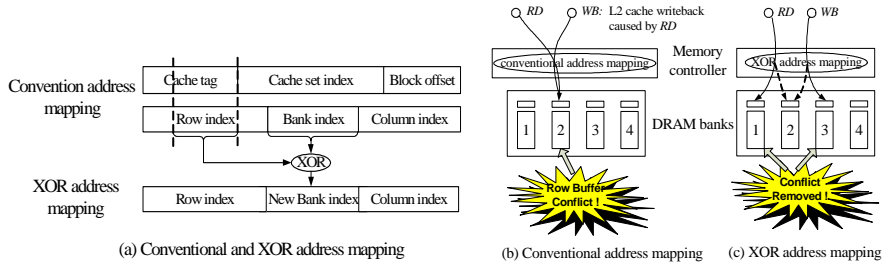 Convention address mapping
Cache tag
Cache set index
Block offset
Row index
Bank index
Column index
XOR
XOR address mapping
Row index
New Bank index
Column index
(a) Conventional and XOR address mapping
RD
WB: L2 cache writeback caused by RD
conventional address mapping
1
2
3
4
Row Buffer Conflict !
(b) Conventional address mapping
Memory controller
DRAM banks
RD
WB
XOR address mapping
1
2
3
4
Conflict Removed !
(c) XOR address mapping